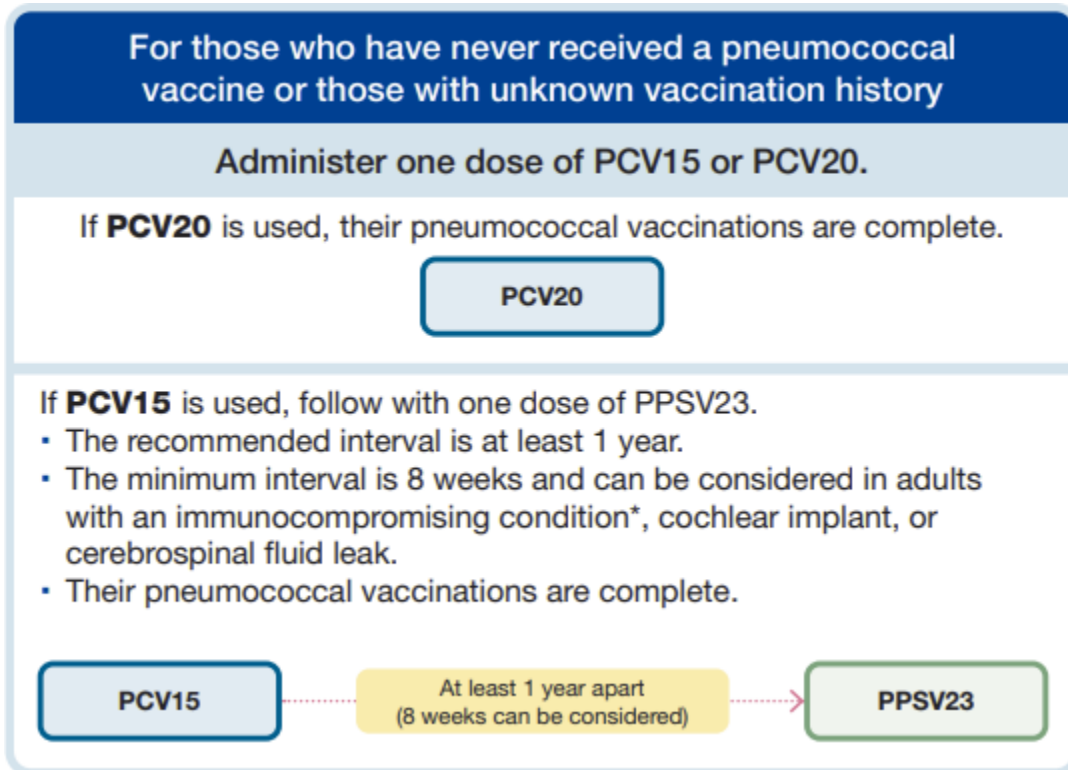 For those who have never received a pneumococcal
vaccine or those with unknown vaccination history
Administer one dose of PCV15 or PCV20.
If PCV20 is used, their pneumococcal vaccinations are complete.
PCV20
If PCV15 is used, follow with one dose of PPSV23.
▪ The recommended interval is at least 1 year.
▪ The minimum interval is 8 weeks and can be considered in adults
with an immunocompromising condition*, cochlear implant, or
cerebrospinal fluid leak.
▪ Their pneumococcal vaccinations are complete.
PCV15
At least 1 year apart
(8 weeks can be considered)
PPSV23